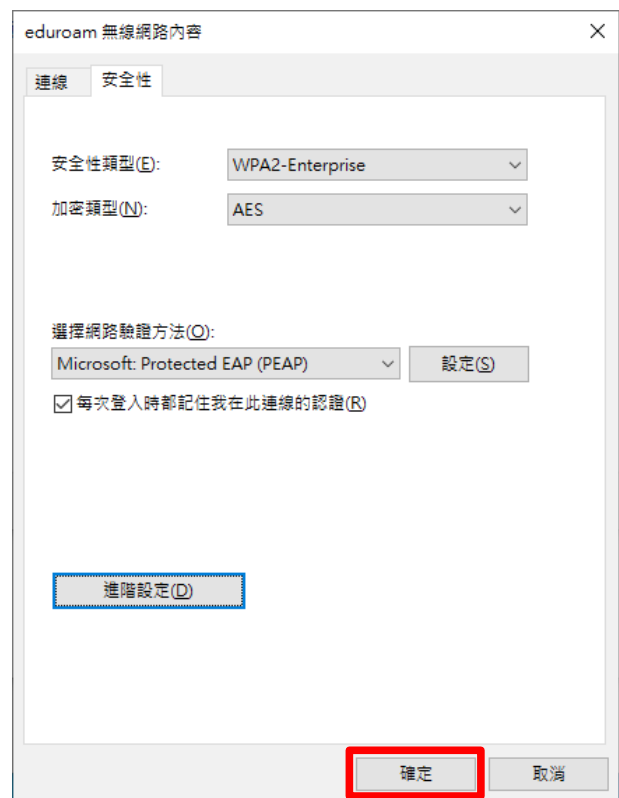 eduroam 無線網路內容
連線 安全性
安全性類型(E): WPA2-Enterprise
加密類型(N): AES
選擇網路驗證方法(O):
Microsoft: Protected EAP (PEAP) 設定(S)
每次登入時都記住我在此連線的認證(R)
進階設定(D)
確定 取消